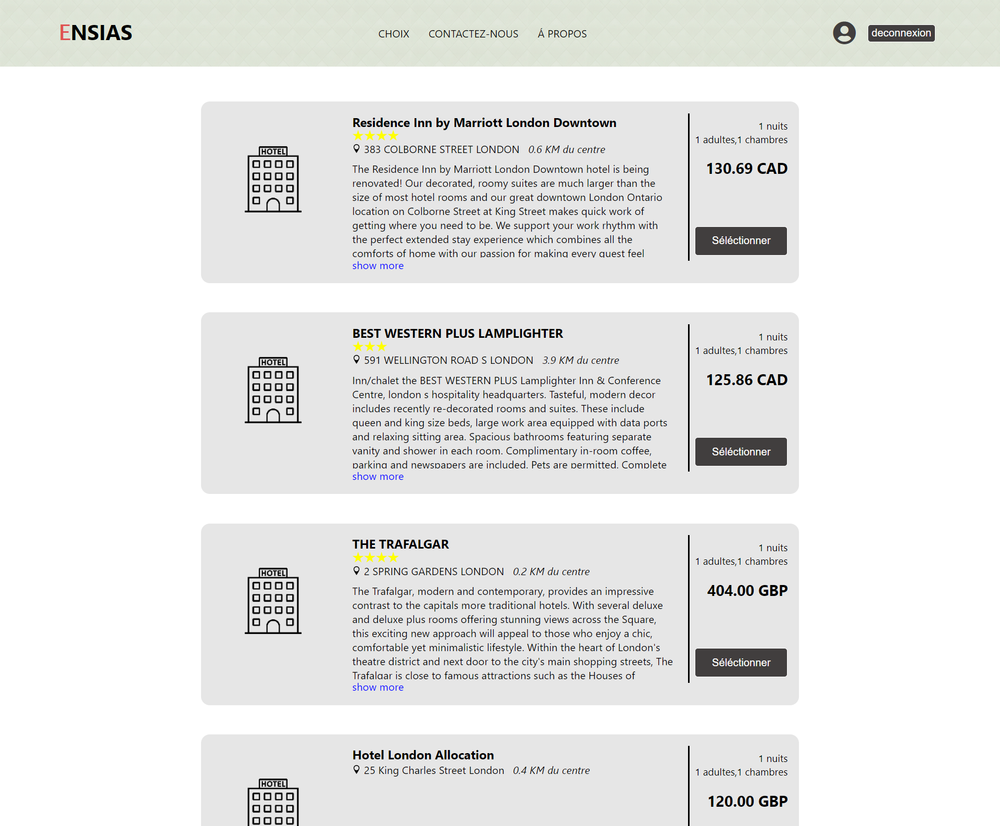 ENSIAS
CHOIX CONTACTEZ-NOUS Á PROPOS
deconnexion
HOTEL
Residence Inn by Marriott London Downtown
★★★★
383 COLBORNE STREET LONDON 0.6 KM du centre
The Residence Inn by Marriott London Downtown hotel is being
renovated! Our decorated, roomy suites are much larger than the
size of most hotel rooms and our great downtown London Ontario
location on Colborne Street at King Street makes quick work of
getting where you need to be. We support your work rhythm with
the perfect extended stay experience which combines all the
comforts of home with our passion for making every guest feel
show more
1 nuits
1 adultes,1 chambres
130.69 CAD
Séléctionner
HOTEL
BEST WESTERN PLUS LAMPLIGHTER
★★★
591 WELLINGTON ROAD S LONDON 3.9 KM du centre
Inn/chalet the BEST WESTERN PLUS Lamplighter Inn & Conference
Centre, london s hospitality headquarters. Tasteful, modern decor
includes recently re-decorated rooms and suites. These include
queen and king size beds, large work area equipped with data ports
and relaxing sitting area. Spacious bathrooms featuring separate
vanity and shower in each room. Complimentary in-room coffee,
parking and newspapers are included. Pets are permitted. Complete
show more
1 nuits
1 adultes,1 chambres
125.86 CAD
Séléctionner
HOTEL
THE TRAFALGAR
★★★★
2 SPRING GARDENS LONDON 0.2 KM du centre
The Trafalgar, modern and contemporary, provides an impressive
contrast to the capitals more traditional hotels. With several deluxe
and deluxe plus rooms offering stunning views across the Square,
this exciting new approach will appeal to those who enjoy a chic,
comfortable yet minimalistic lifestyle. Within the heart of London's
theatre district and next door to the city's main shopping streets, The
Trafalgar is close to famous attractions such as the Houses of
show more
1 nuits
1 adultes,1 chambres
404.00 GBP
Séléctionner
HOTEL
Hotel London Allocation
25 King Charles Street London 0.4 KM du centre
1 nuits
1 adultes,1 chambres
120.00 GBP